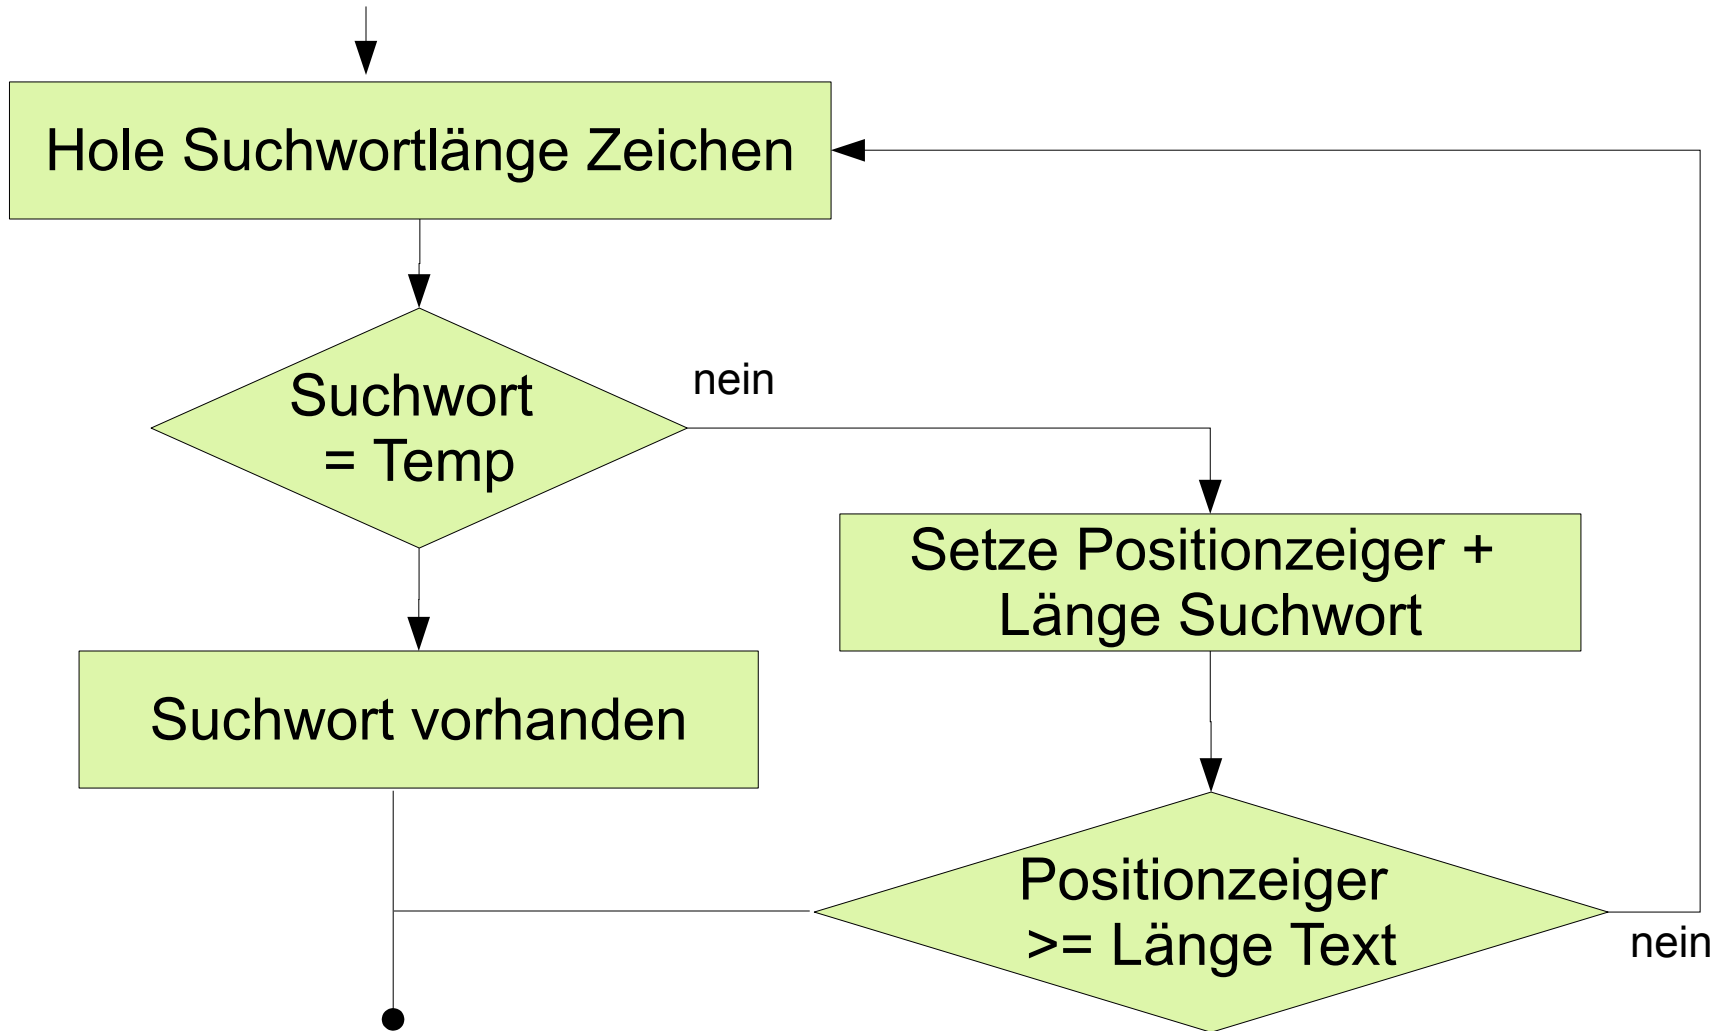 Hole Suchwortlänge Zeichen
Suchwort
= Temp
nein
Setze Positionzeiger +
Länge Suchwort
Suchwort vorhanden
Positionzeiger
>= Länge Text
nein